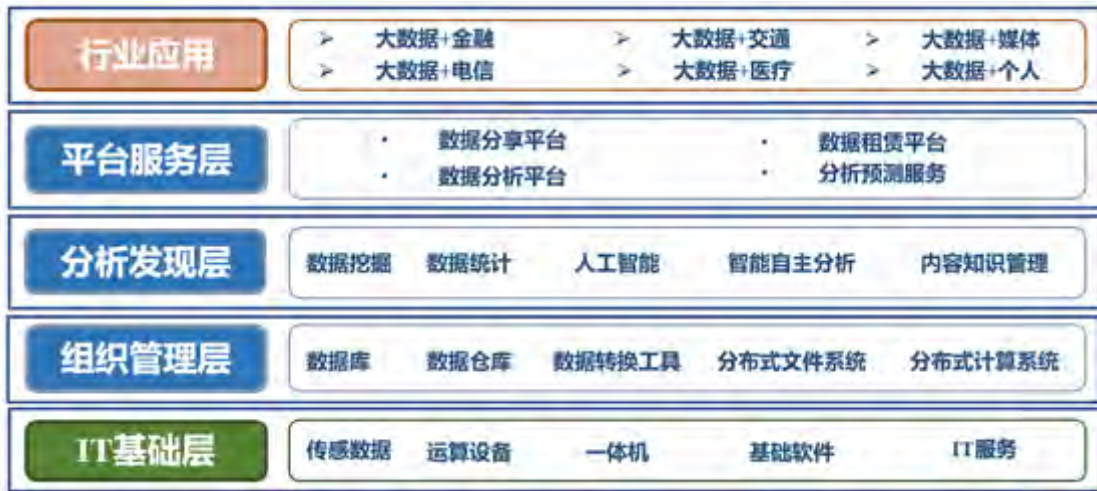 行业应用
➢ 大数据+金融 ➢ 大数据+交通 ➢ 大数据+媒体
➢ 大数据+电信 ➢ 大数据+医疗 ➢ 大数据+个人
平台服务层
· 数据分享平台 · 数据租赁平台
· 数据分析平台 · 分析预测服务
分析发现层
数据挖掘 数据统计 人工智能 智能自主分析 内容知识管理
组织管理层
数据库 数据仓库 数据转换工具 分布式文件系统 分布式计算系统
IT基础层
传感数据 运算设备 一体机 基础软件 IT服务